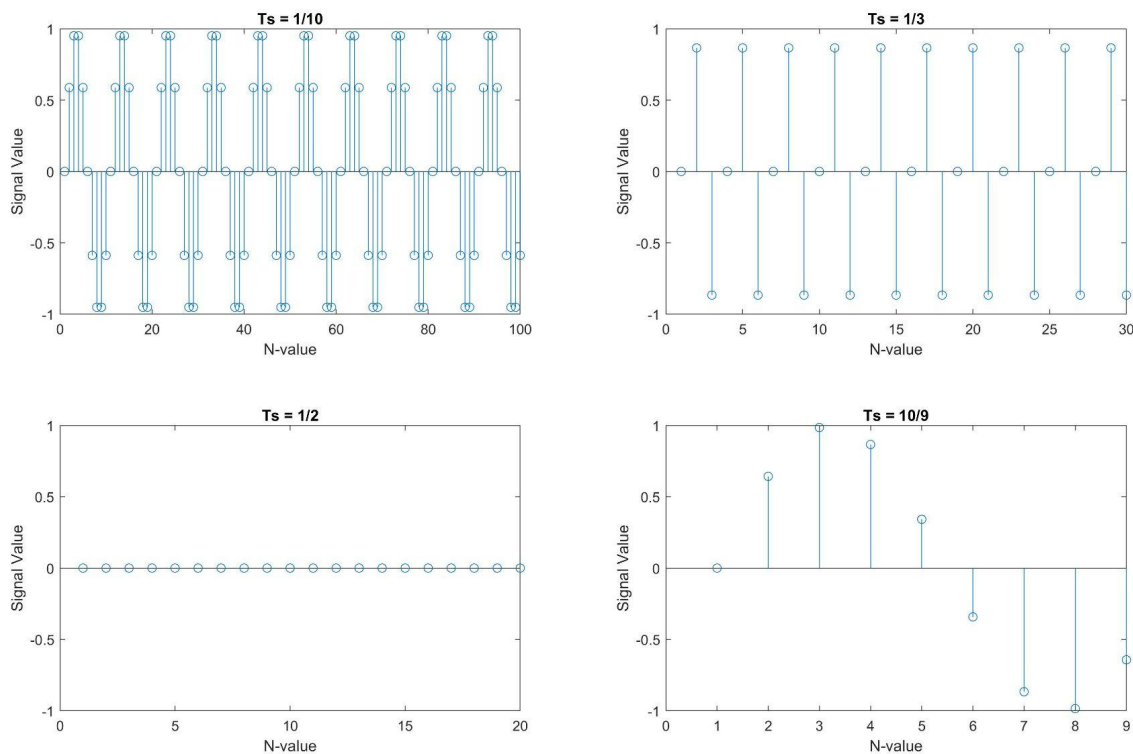 Ts = 1/10
1
0.5
0
-0.5
-1
Signal Value
0 20 40 60 80 100
N-value
Ts = 1/3
1
0.5
0
-0.5
-1
Signal Value
0 5 10 15 20 25 30
N-value
Ts = 1/2
1
0.5
0
-0.5
-1
Signal Value
0 5 10 15 20
N-value
Ts = 10/9
1
0.5
0
-0.5
-1
Signal Value
0 1 2 3 4 5 6 7 8 9
N-value